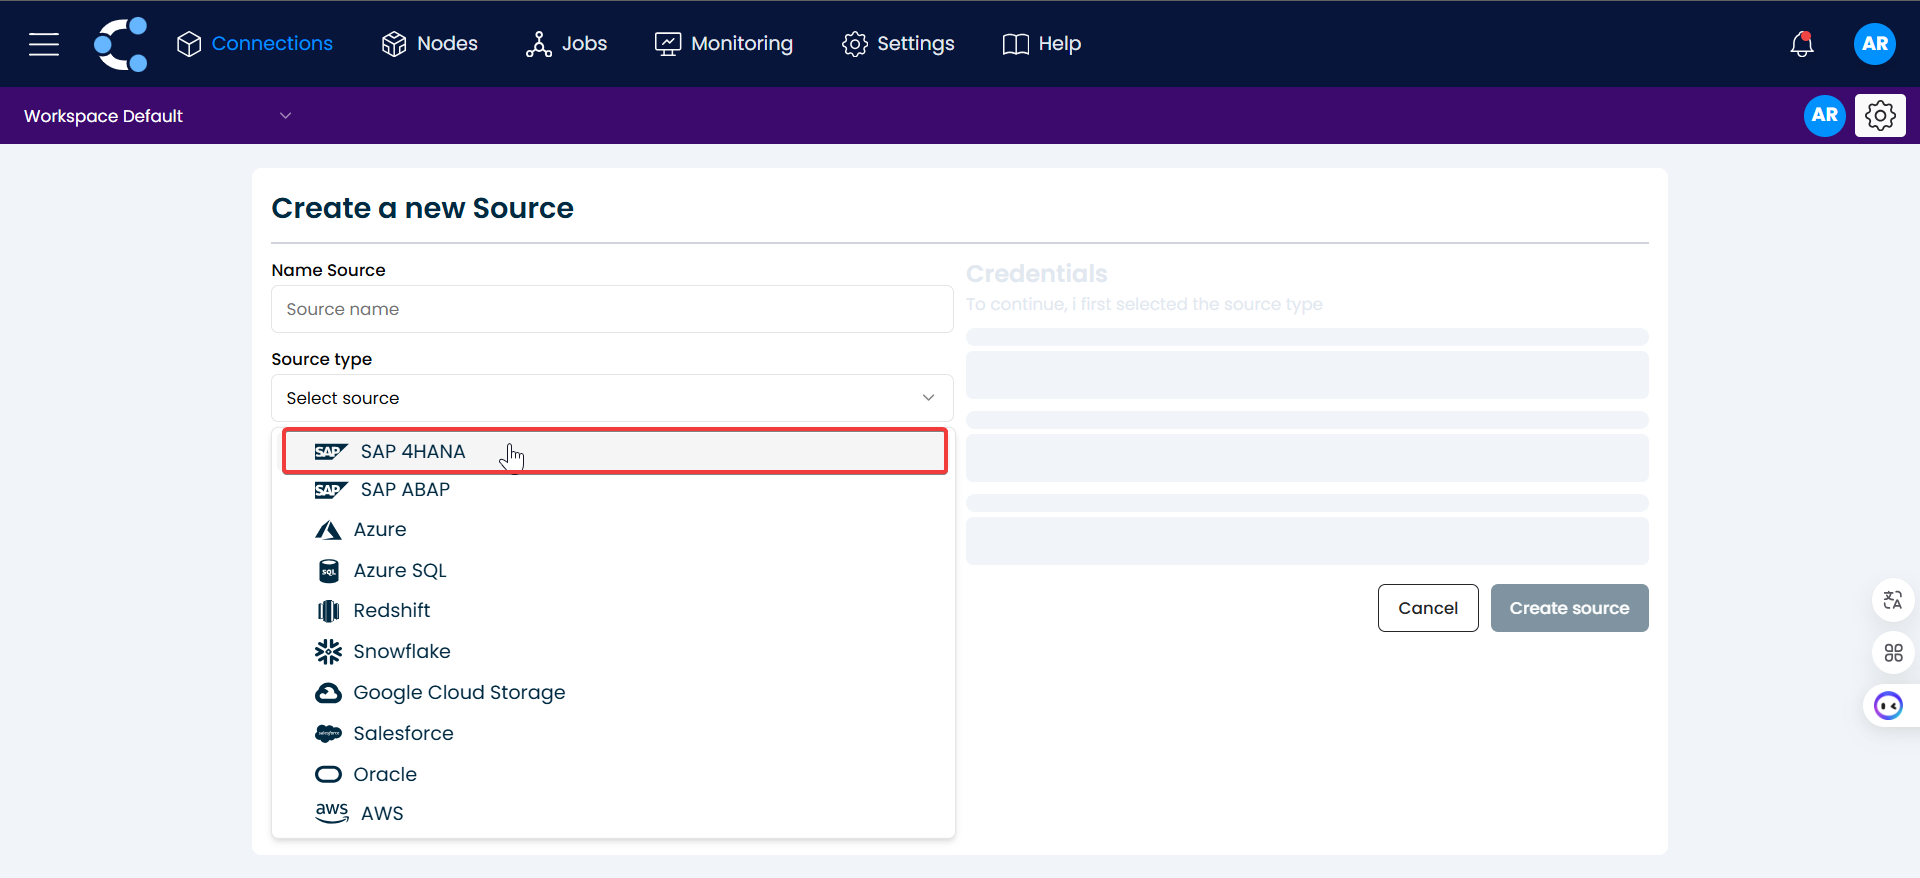 Connections
Nodes
Jobs
Monitoring
Settings
Help
AR
Workspace Default
AR
Create a new Source
Name Source
Source name
Source type
Select source
SAP SAP 4HANA
SAP SAP ABAP
Azure
SQL Azure SQL
Redshift
Snowflake
Google Cloud Storage
salesforce Salesforce
Oracle
aws AWS
Credentials
To continue, i first selected the source type
Cancel
Create source